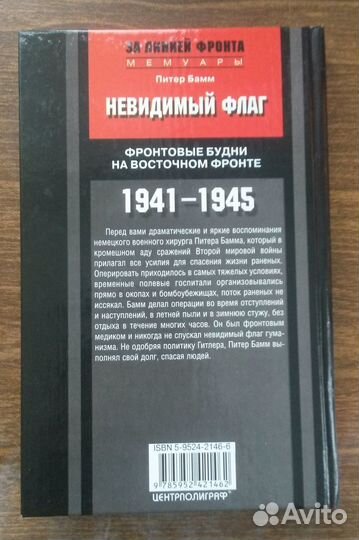 ЗА ЛИНИЕЙ ФРОНТА
МЕМУАРЫ
Питер Бамм
НЕВИДИМЫЙ ФЛАГ
ФРОНТОВЫЕ БУДНИ
НА ВОСТОЧНОМ ФРОНТЕ
1941–1945
Перед вами драматические и яркие воспоминания
немецкого военного хирурга Питера Бамма, который в
кромешном аду сражений Второй мировой войны
прилагал все усилия для спасения жизни раненых.
Оперировать приходилось в самых тяжелых условиях,
временные полевые госпитали организовывались
прямо в окопах и бомбоубежищах, поток раненых не
иссякал. Бамм делал операции во время отступлений
и наступлений, в летней пыли и в зимнюю стужу, без
отдыха в течение многих часов. Он был фронтовым
медиком и никогда не спускал невидимый флаг гума-
низма. Не одобряя политику Гитлера, Питер Бамм вы-
полнял свой долг, спасая людей.
ISBN 5-9524-2146-6
9 785952 421462
ЦЕНТРПОЛИГРАФ
Avito